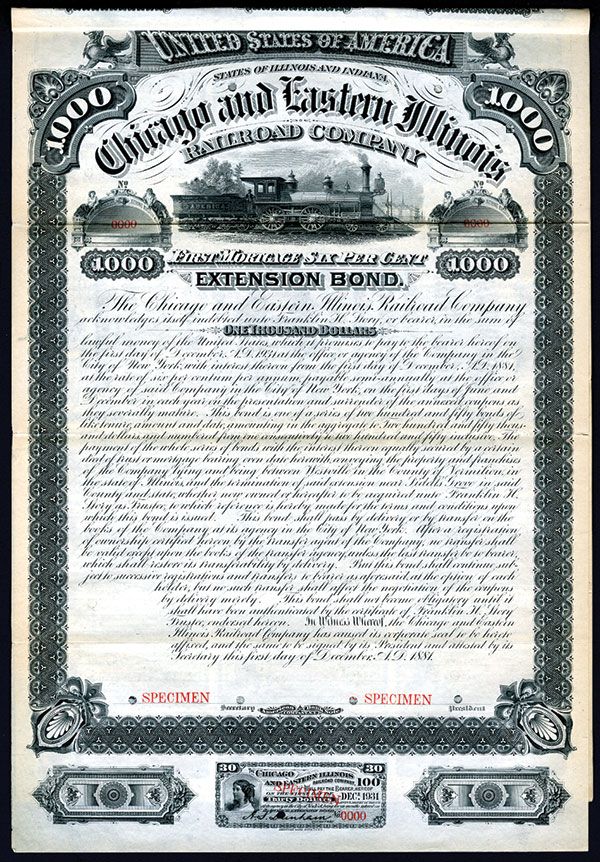 UNITED STATES OF AMERICA
STATES OF ILLINOIS AND INDIANA
1000 1000
Chicago and Eastern Illinois
RAILROAD COMPANY
AMERICAN
No No
0000 0000
1000 FIRST MORTGAGE SIX PER CENT 1000
EXTENSION BOND.
The Chicago and Eastern Illinois Railroad Company
acknowledges itself indebted unto Franklin H. Story or bearer, in the sum of
ONE THOUSAND DOLLARS
lawful money of the United States, which it promises to pay to the bearer hereof on
the first day of December, A.D. 1931 at the office or agency of the Company in the
City of New York, with interest thereon from the first day of December, A.D. 1881,
at the rate of six per centum per annum, payable semi-annually at the office or
agency of said Company in the City of New York, on the first days of June and
December in each year on the presentation and surrender of the annexed coupons as
they severally mature. This bond is one of a series of two hundred and fifty bonds of
like tenure, amount and date, amounting in the aggregate to Two hundred and fifty thou-
sand dollars, and numbered from one consecutively to two hundred and fifty inclusive. The
payment of the whole series of bonds, with the interest thereon equally secured by a certain
deed of trust or mortgage bearing even date herewith, conveying the property and franchises
of the Company lying and being between Westville in the County of Vermilion, in
the state of Illinois, and the termination of said extension near Sidells Grove in said
County and state, whether now owned or hereafter to be acquired unto Franklin H.
Story as Trustee, to which reference is hereby made for the terms and conditions upon
which this bond is issued. This bond shall pass by delivery or by transfer on the
books of the Company at its agency in the City of New York. After a registration
of ownership certified hereon by the transfer agent of the Company, no transfer shall
be valid except upon the books of the transfer agency, unless the last transfer be to bearer,
which shall restore its transferability by delivery. But this bond shall continue sub-
ject to successive registrations and transfers to bearer as aforesaid, at the option of each
holder, but no such transfer shall affect the negotiation of the coupons
by delivery merely. This bond shall not become obligatory until it
shall have been authenticated by the certificate of Franklin H. Story
Trustee, endorsed hereon. In Witness Whereof, the Chicago and Eastern
Illinois Railroad Company has caused its corporate seal to be hereto
affixed, and the same to be signed by its President and attested by its
Secretary this first day of December, A.D. 1881.
SPECIMEN SPECIMEN
Secretary President
30 30
CHICAGO
AND EASTERN ILLINOIS 100
RAILROAD COMPANY
WILL PAY THE BEARER HEREOF
DEC. 1931
Thirty Dollars
SPECIMEN
No 0000